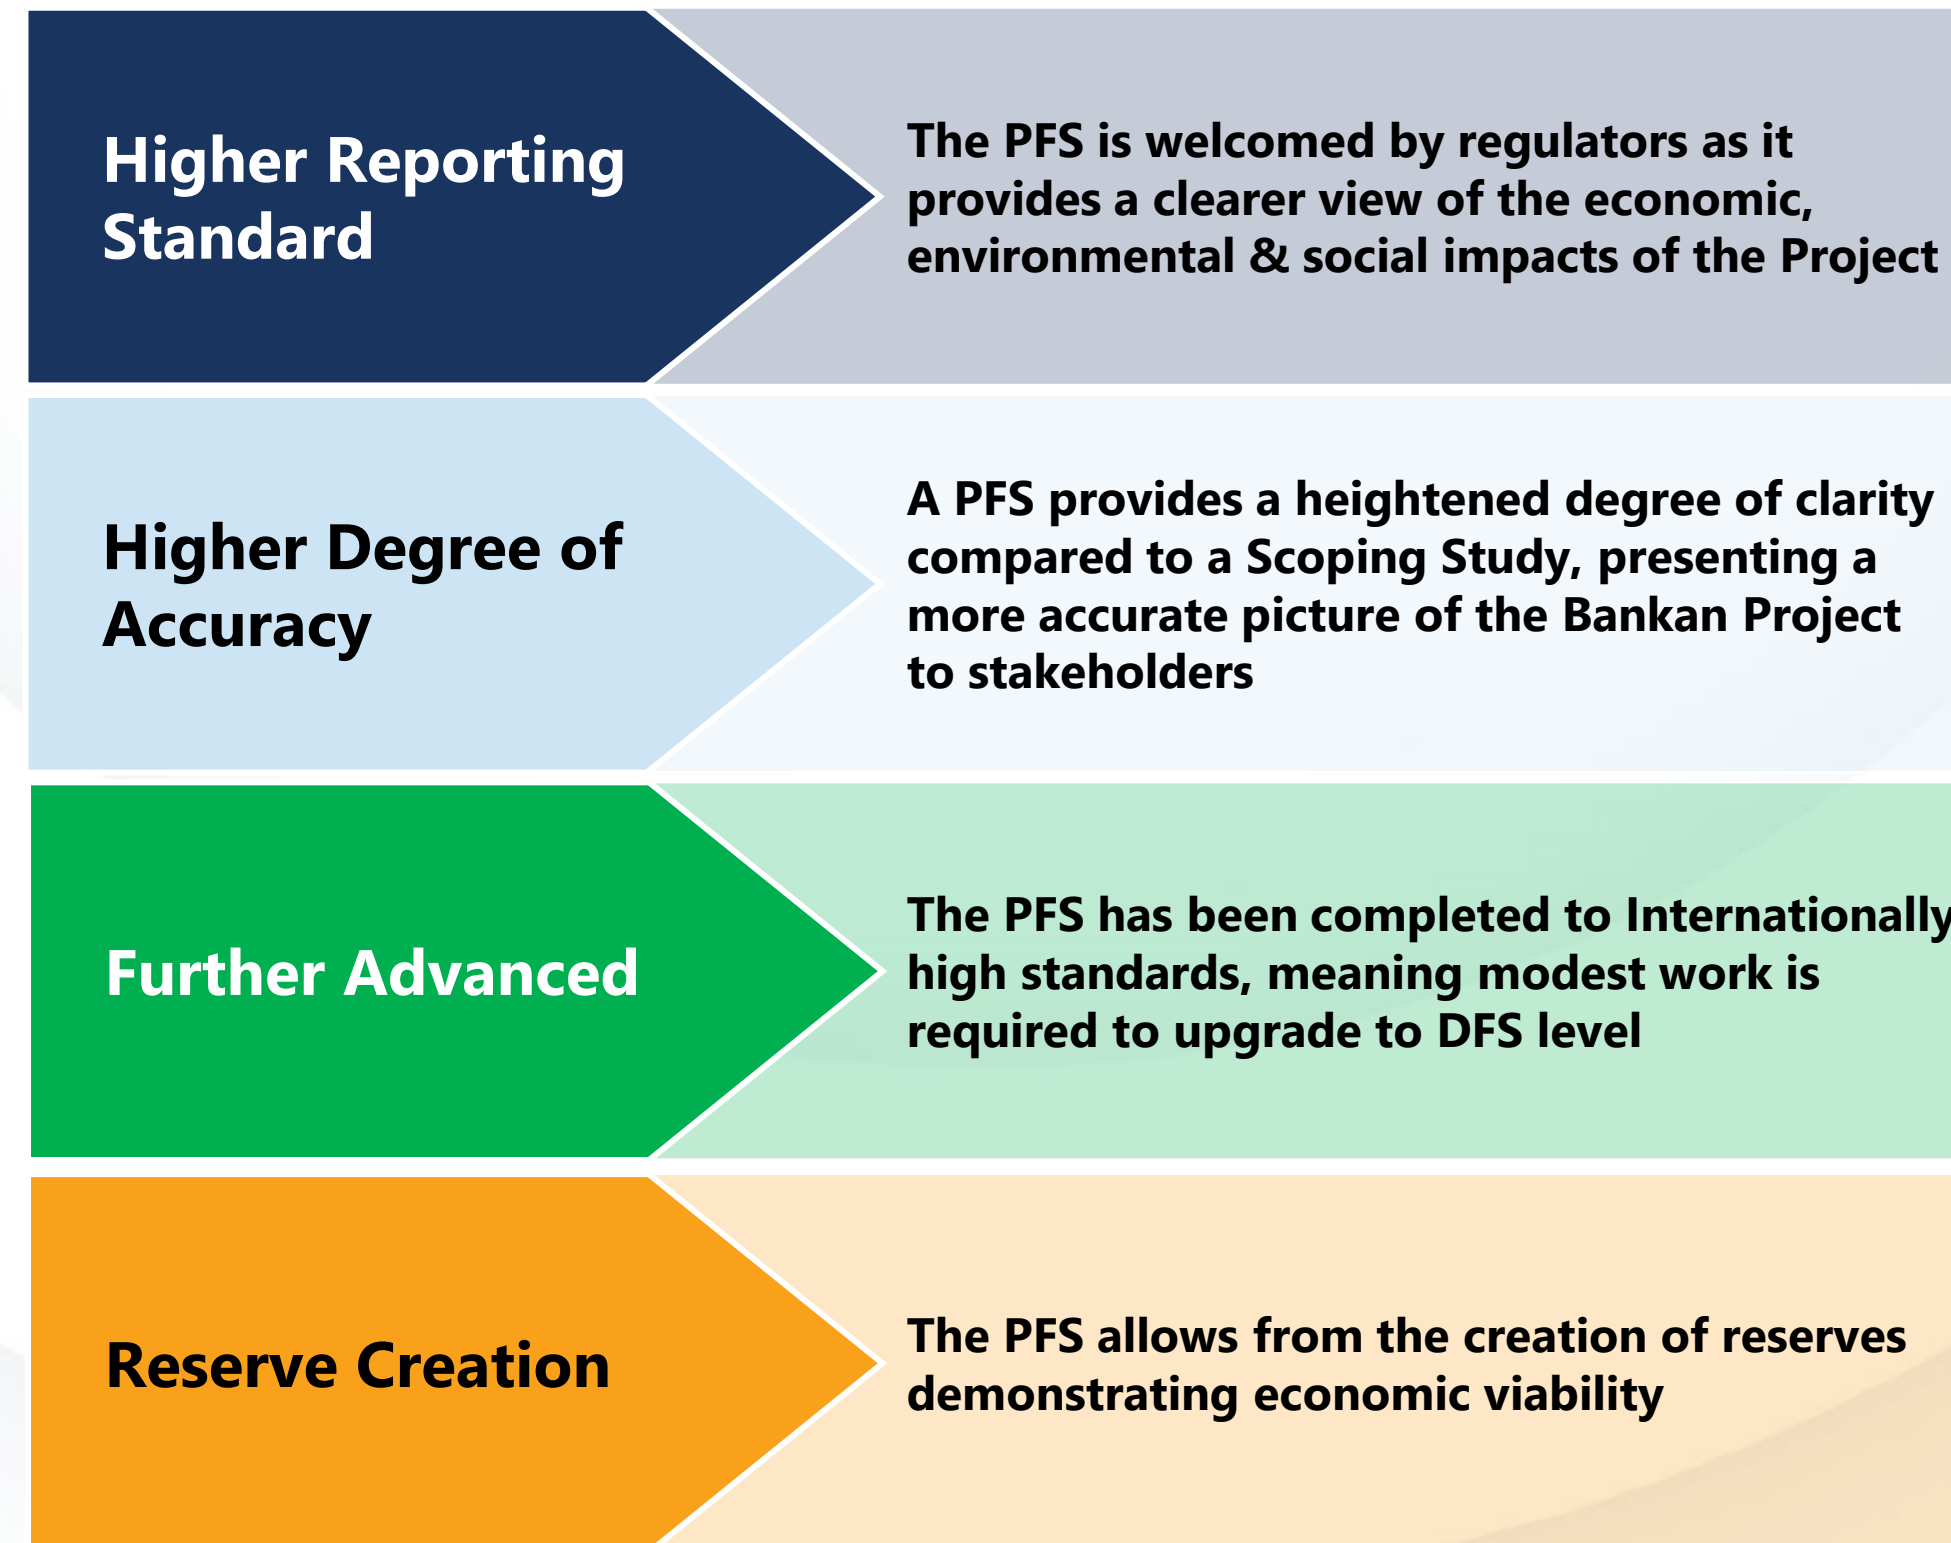 Higher Reporting
Standard
The PFS is welcomed by regulators as it
provides a clearer view of the economic,
environmental & social impacts of the Project
Higher Degree of
Accuracy
A PFS provides a heightened degree of clarity
compared to a Scoping Study, presenting a
more accurate picture of the Bankan Project
to stakeholders
Further Advanced
The PFS has been completed to Internationally
high standards, meaning modest work is
required to upgrade to DFS level
Reserve Creation
The PFS allows from the creation of reserves
demonstrating economic viability